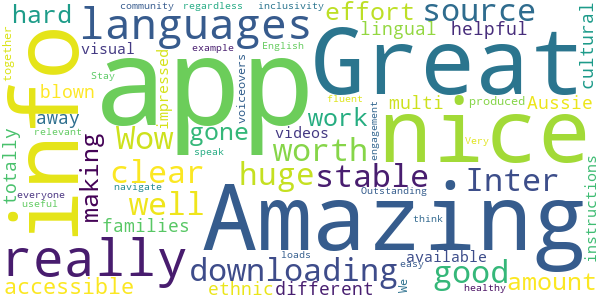 community regardless inclusivity
hard languages effort source
together info app Great cultural
visual English lingual helpful
blown example voiceovers impressed Stay
away Wow gone work multi fluent produced Aussie
relevant videos nice
totally making worth engagement Very
speak clear huge stable Inter instructions
everyone navigate well Amazing Outstanding
useful families think
really available
downloading loads easy good
accessible ethnic different We healthy amount